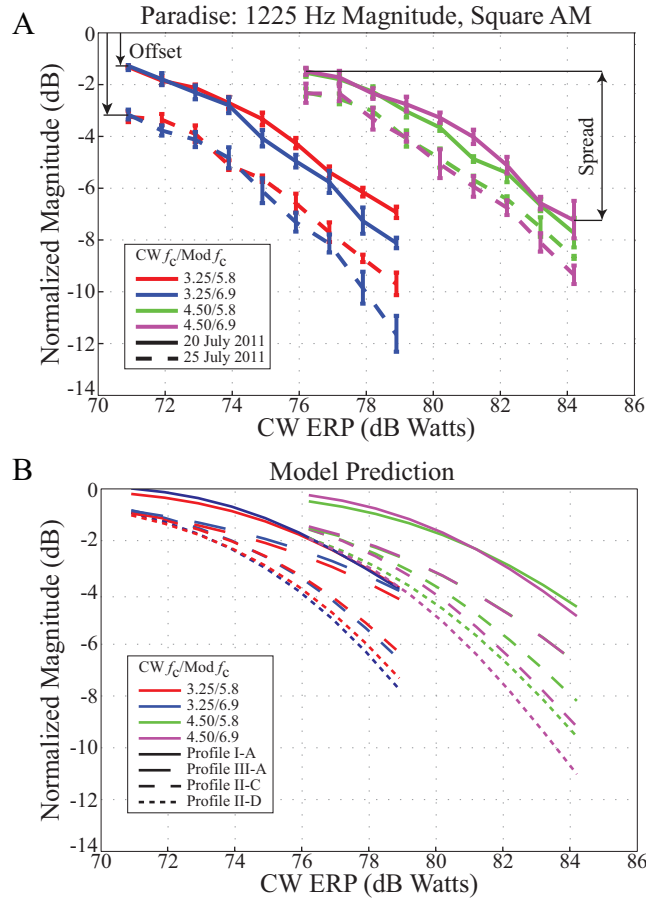 A
Paradise: 1225 Hz Magnitude, Square AM
Normalized Magnitude (dB)
0
-2
-4
-6
-8
-10
-12
-14
Offset
Spread
CW fc/Mod fc
3.25/5.8
3.25/6.9
4.50/5.8
4.50/6.9
20 July 2011
25 July 2011
70 72 74 76 78 80 82 84 86
CW ERP (dB Watts)
B
Model Prediction
Normalized Magnitude (dB)
0
-2
-4
-6
-8
-10
-12
-14
CW fc/Mod fc
3.25/5.8
3.25/6.9
4.50/5.8
4.50/6.9
Profile I-A
Profile III-A
Profile II-C
Profile II-D
70 72 74 76 78 80 82 84 86
CW ERP (dB Watts)